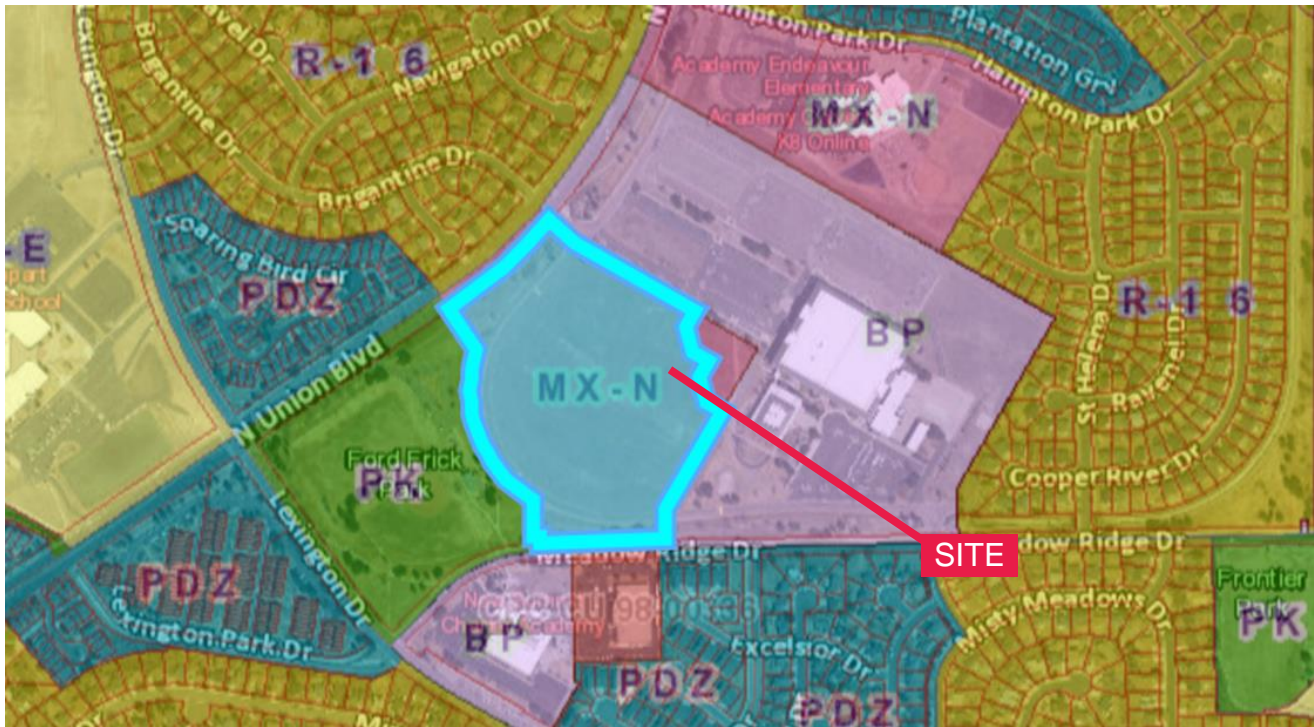 Hampton Park Dr
Plantation Grv
Lexington Dr
Navigation Dr
R-1 6
Brigantine Dr
Academy Endeavour
Elementary
Academy
K8 Online
MX-N
Hampton Park Dr
Brigantine Dr
-E
Soaring Bird Cir
PDZ
St Helena Dr
R-1 6
Ravenel Dr
BP
N Union Blvd
MX-N
Ford Frick
Park
PK
Cooper River Dr
SITE
Meadow Ridge Dr
dow Ridge Dr
Lexington Dr
PDZ
Lexington Park Dr
CPC CU 98-00336
Academy
BP
Excelsior Dr
Misty Meadows Dr
Frontier
Park
PK
PDZ
PDZ